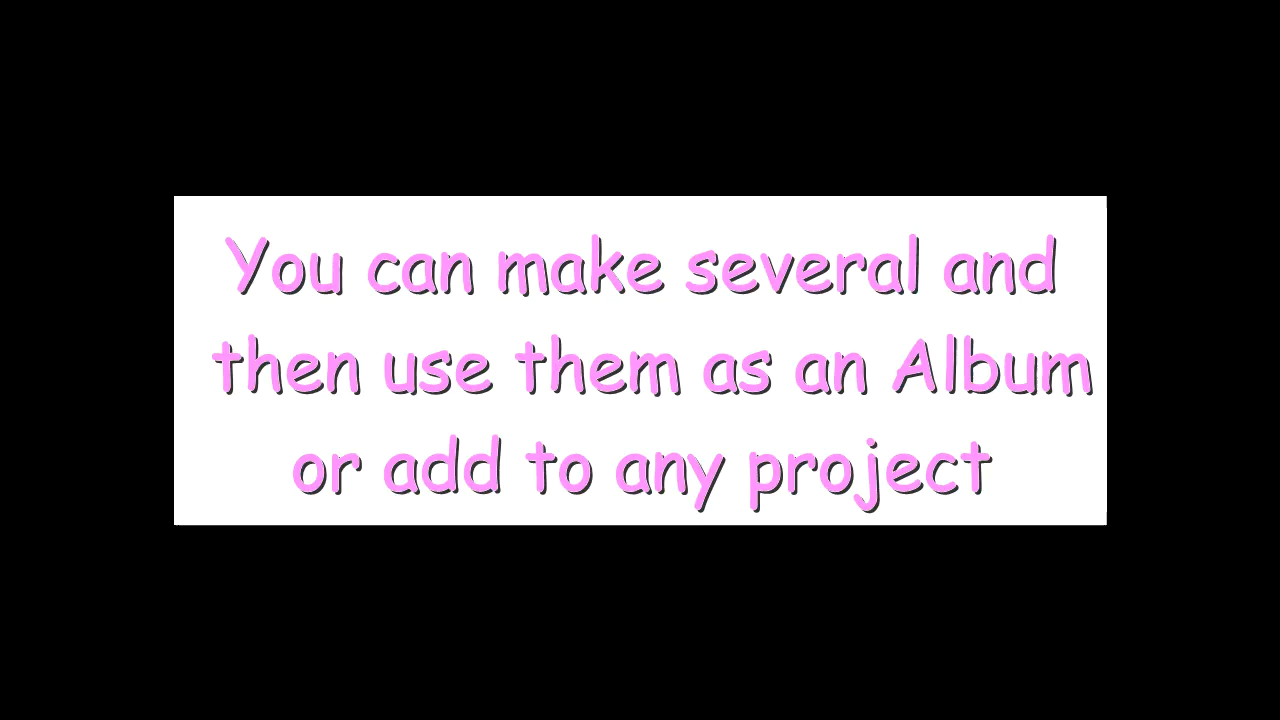 You can make several and
then use them as an Album
or add to any project